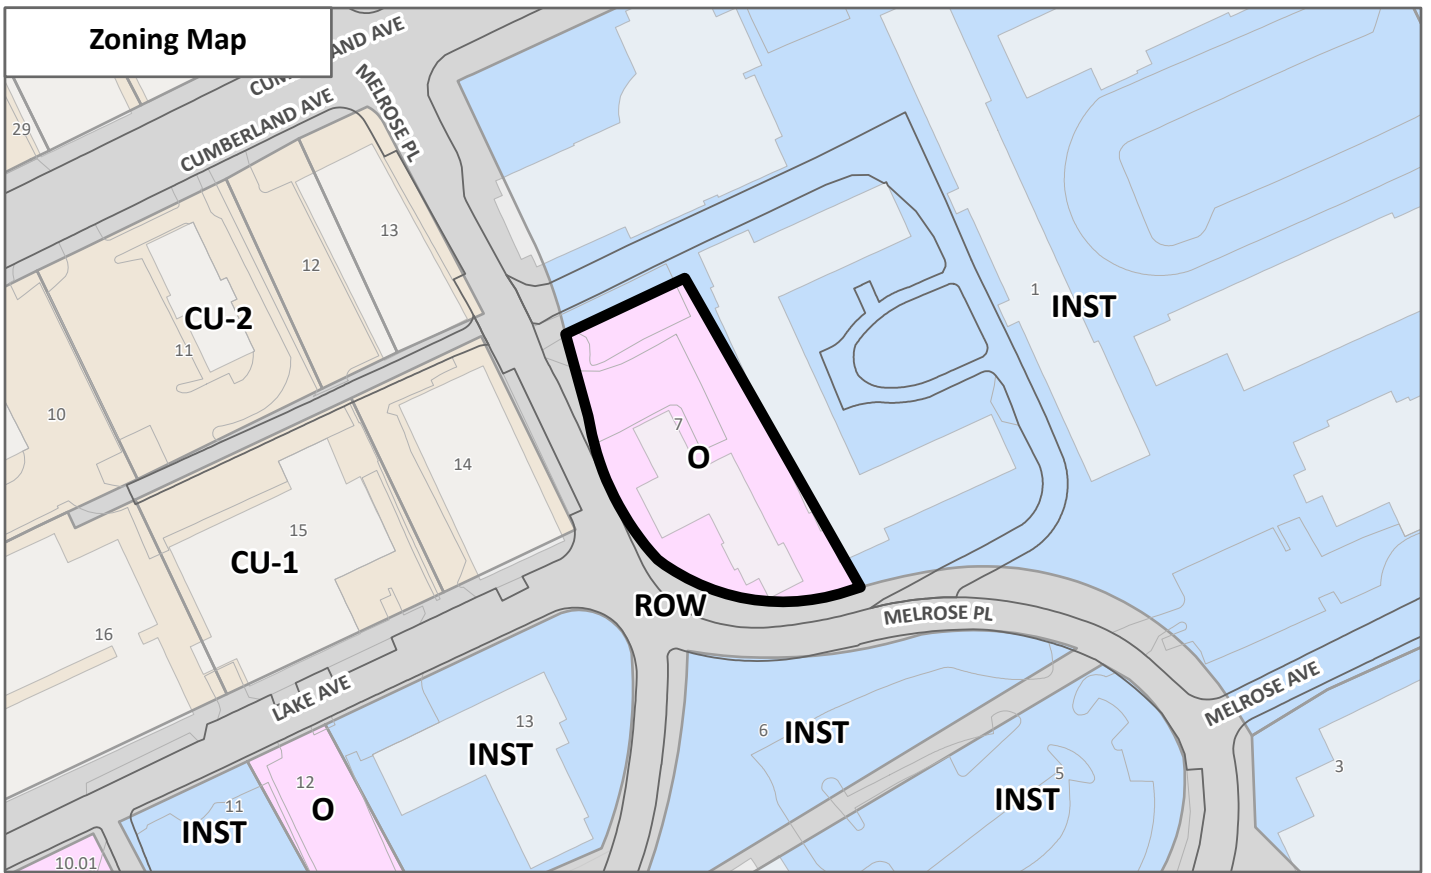 Zoning Map
CUMBERLAND AVE
CUMBERLAND AVE
MELROSE PL
29
13
12
CU-2
11
10
1
INST
7
O
14
15
CU-1
16
ROW
MELROSE PL
LAKE AVE
MELROSE AVE
13
INST
6
INST
5
INST
3
12
O
11
INST
10.01